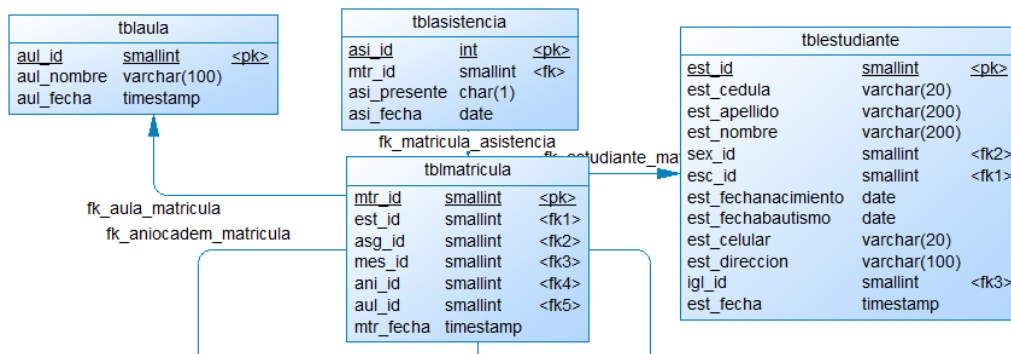 tblaula
aul_id smallint <pk>
aul_nombre varchar(100)
aul_fecha timestamp
tblasistencia
asi_id int <pk>
mtr_id smallint <fk>
asi_presente char(1)
asi_fecha date
tblestudiante
est_id smallint <pk>
est_cedula varchar(20)
est_apellido varchar(200)
est_nombre varchar(200)
sex_id smallint <fk2>
esc_id smallint <fk1>
est_fechanacimiento date
est_fechabautismo date
est_celular varchar(20)
est_direccion varchar(100)
igl_id smallint <fk3>
est_fecha timestamp
fk_matricula_asistencia
fk_estudiante_ma
tblmatricula
mtr_id smallint <pk>
est_id smallint <fk1>
asg_id smallint <fk2>
mes_id smallint <fk3>
ani_id smallint <fk4>
aul_id smallint <fk5>
mtr_fecha timestamp
fk_aula_matricula
fk_aniocadem_matricula